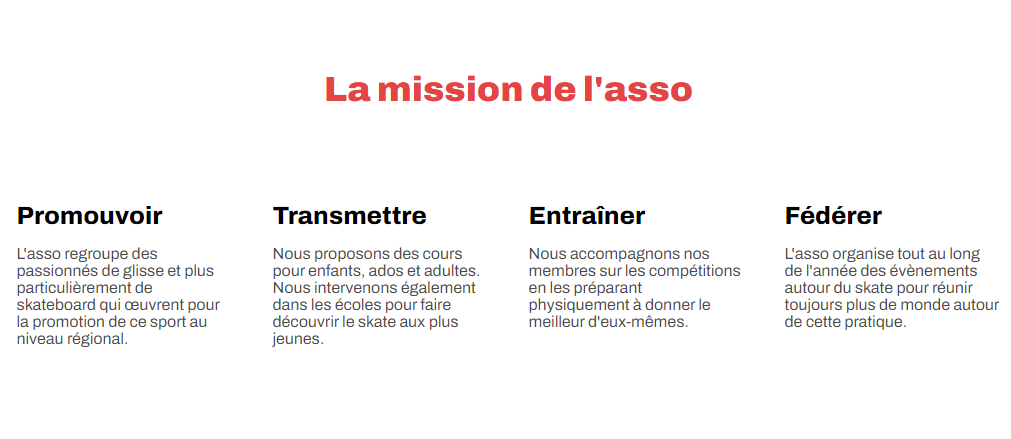 La mission de l'asso
Promouvoir
L'asso regroupe des
passionnés de glisse et plus
particulièrement de
skateboard qui œuvrent pour
la promotion de ce sport au
niveau régional.
Transmettre
Nous proposons des cours
pour enfants, ados et adultes.
Nous intervenons également
dans les écoles pour faire
découvrir le skate aux plus
jeunes.
Entraîner
Nous accompagnons nos
membres sur les compétitions
en les préparant
physiquement à donner le
meilleur d'eux-mêmes.
Fédérer
L'asso organise tout au long
de l'année des évènements
autour du skate pour réunir
toujours plus de monde autour
de cette pratique.